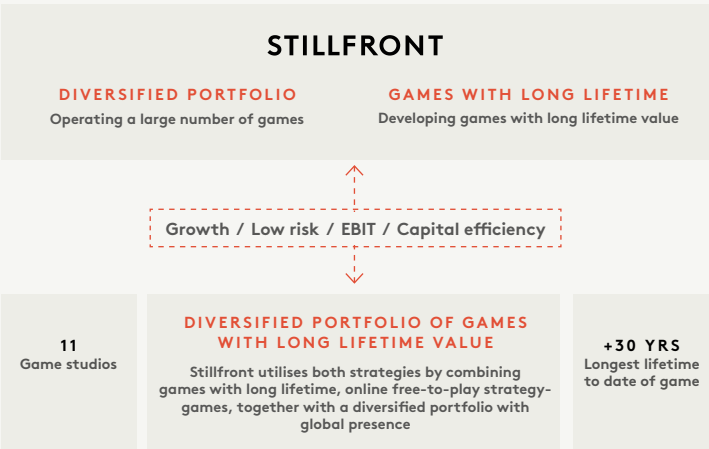 STILLFRONT
DIVERSIFIED PORTFOLIO
Operating a large number of games
GAMES WITH LONG LIFETIME
Developing games with long lifetime value
Growth / Low risk / EBIT / Capital efficiency
11
Game studios
DIVERSIFIED PORTFOLIO OF GAMES
WITH LONG LIFETIME VALUE
Stillfront utilises both strategies by combining
games with long lifetime, online free-to-play strategy-
games, together with a diversified portfolio with
global presence
+30 YRS
Longest lifetime
to date of game